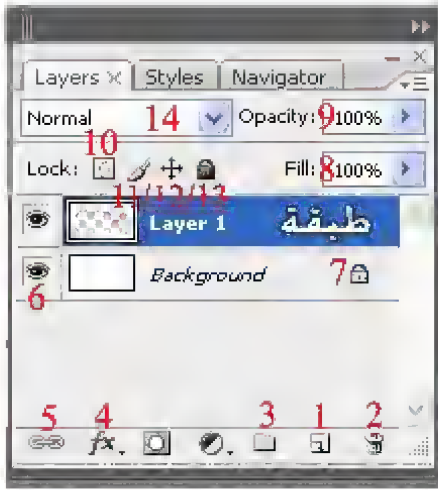 Layers Styles Navigator
Normal 14 Opacity: 9 100%
10
Lock: Fill: 8 100%
11/12/13
Layer 1 طبقة
Background 7
6
5 4 3 1 2
fx.